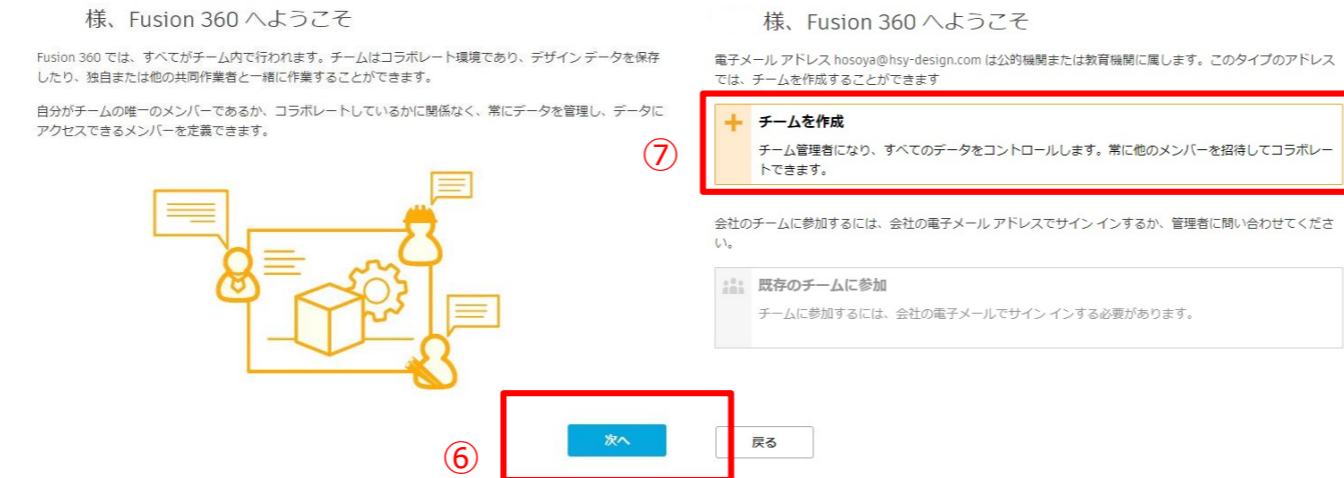 様、Fusion 360 へようこそ
Fusion 360 では、すべてがチーム内で行われます。チームはコラボレート環境であり、デザイン データを保存
したり、独自または他の共同作業者と一緒に作業することができます。
自分がチームの唯一のメンバーであるか、コラボレートしているかに関係なく、常にデータを管理し、データに
アクセスできるメンバーを定義できます。
⑥
次へ
様、Fusion 360 へようこそ
電子メール アドレス hosoya@hsy-design.com は公的機関または教育機関に属します。このタイプのアドレス
では、チームを作成することができます
⑦
チームを作成
チーム管理者になり、すべてのデータをコントロールします。常に他のメンバーを招待してコラボレー
トできます。
会社のチームに参加するには、会社の電子メール アドレスでサイン インするか、管理者に問い合わせてくださ
い。
既存のチームに参加
チームに参加するには、会社の電子メールでサイン インする必要があります。
戻る